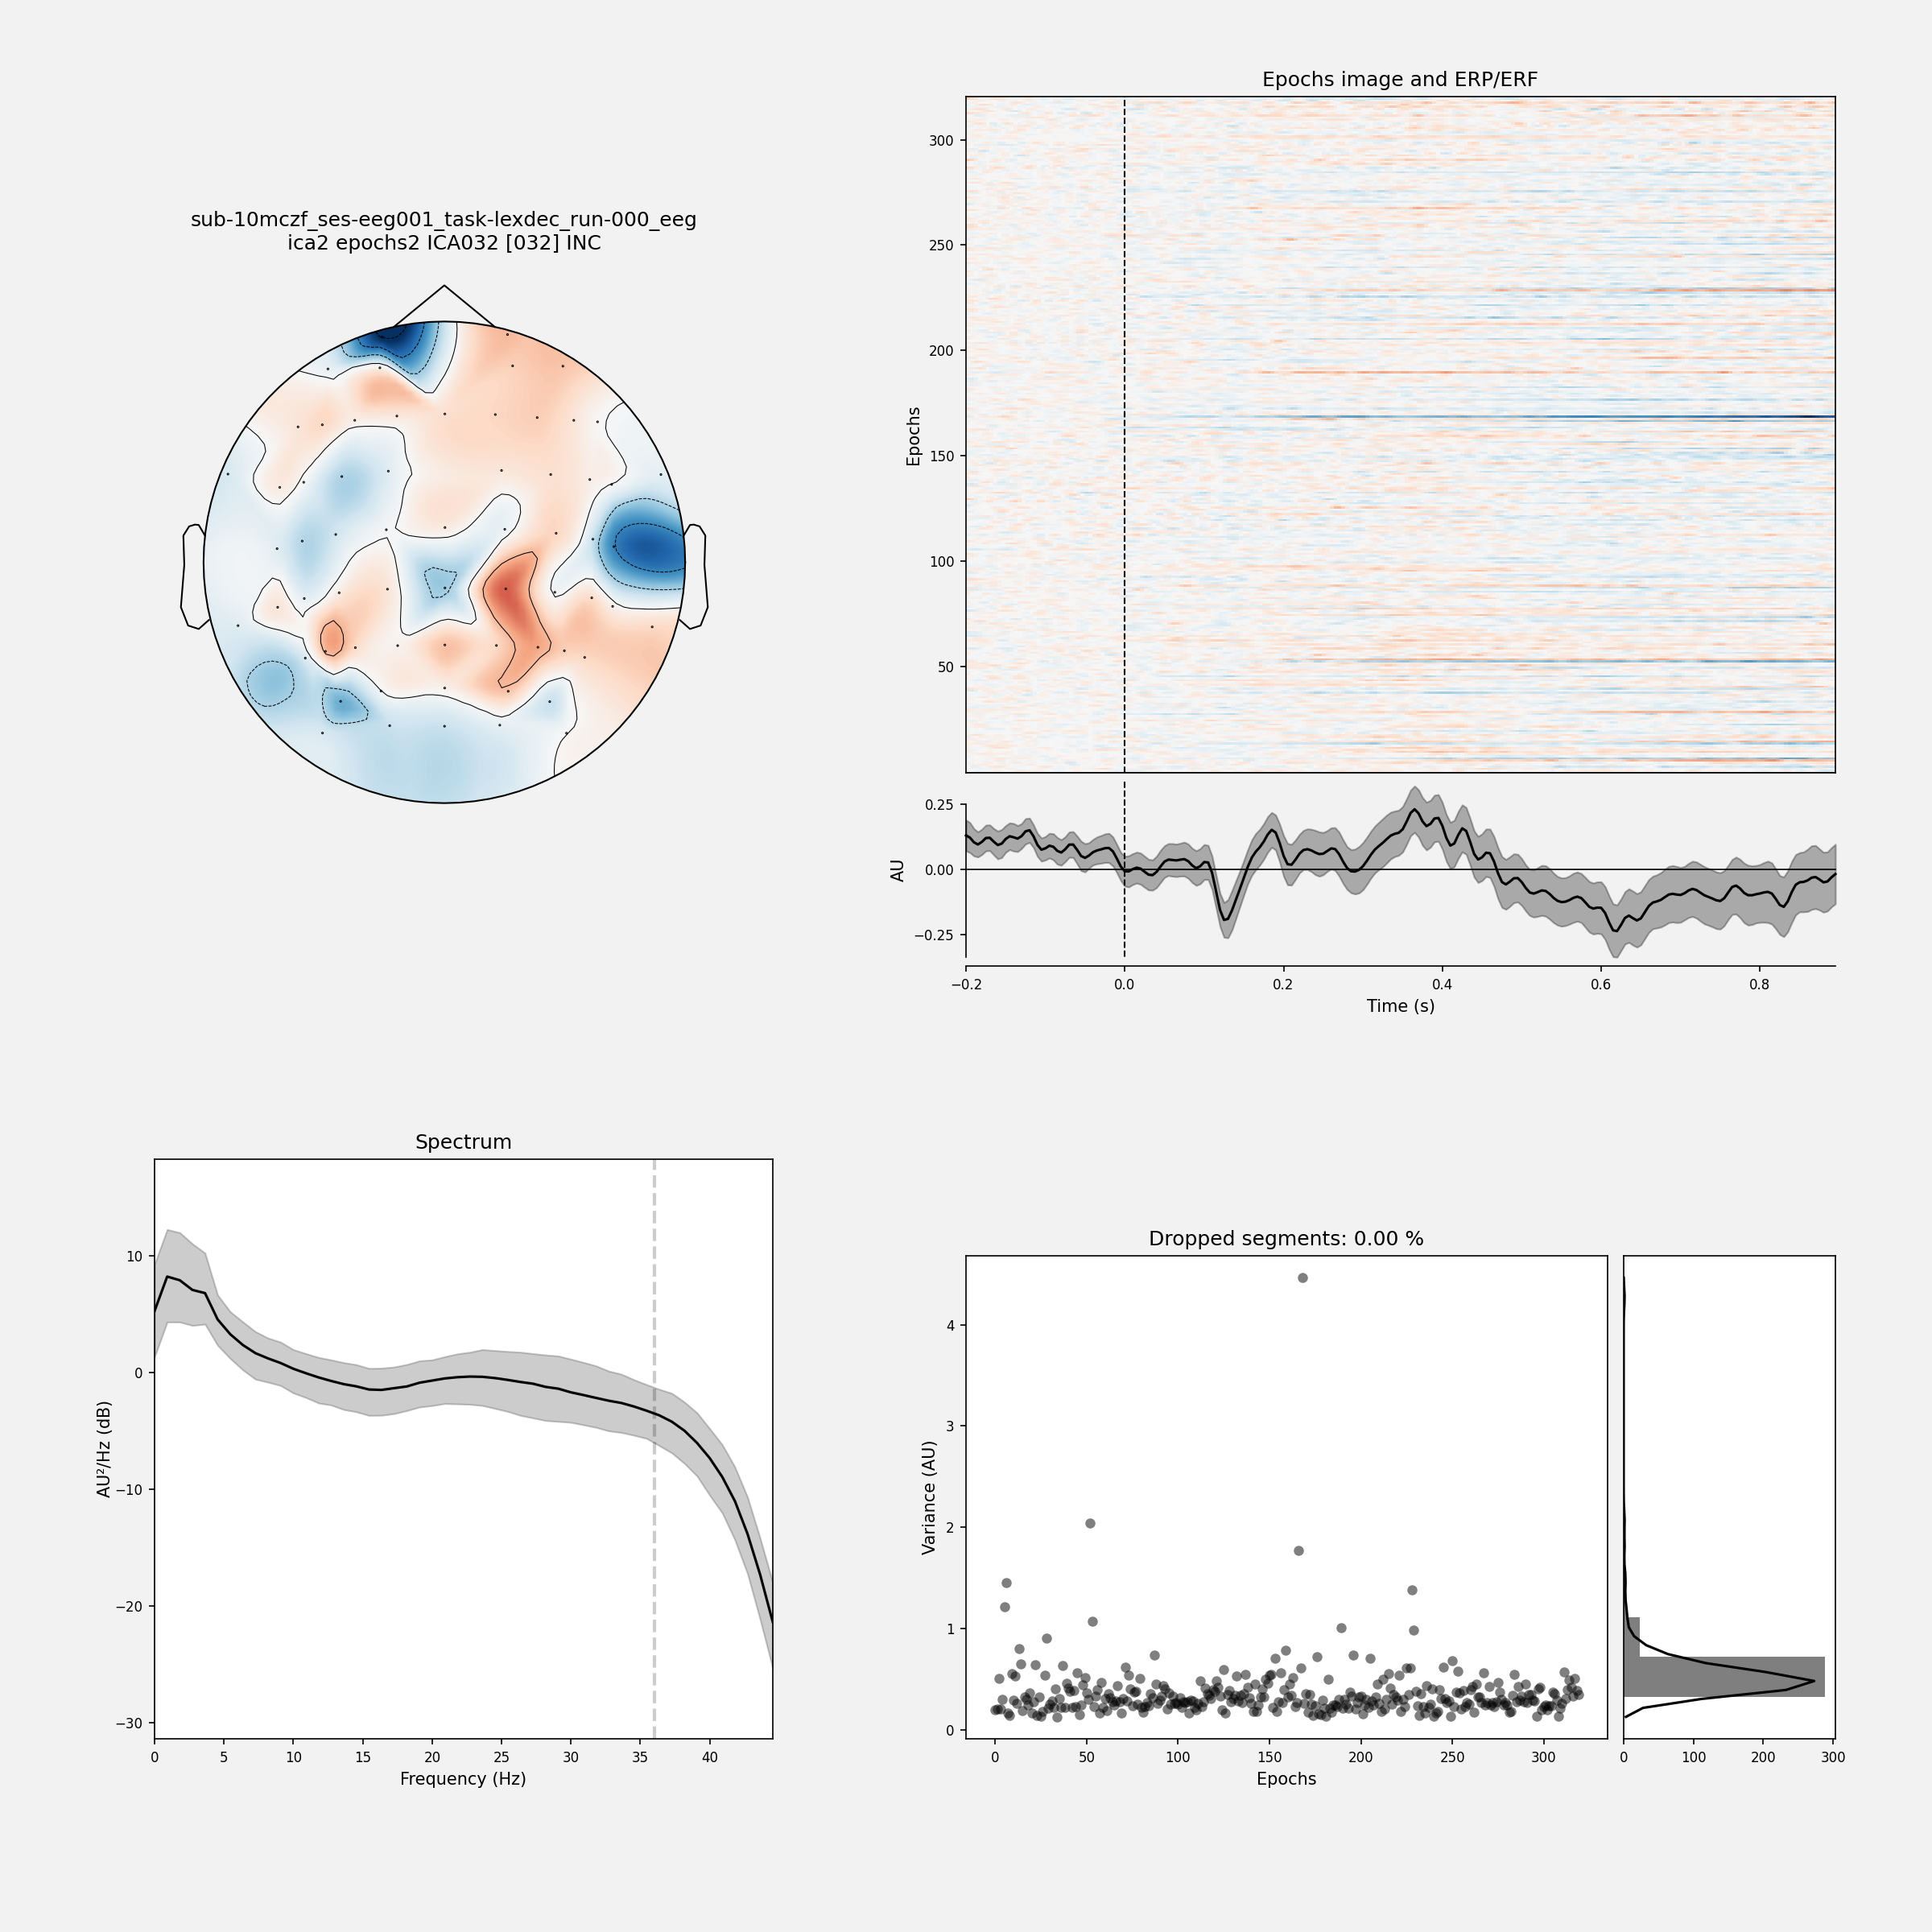 sub-10mczf_ses-eeg001_task-lexdec_run-000_eeg
ica2 epochs2 ICA032 [032] INC
Epochs image and ERP/ERF
300
250
200
150
100
50
Epochs
0.25
0.00
−0.25
AU
−0.2 0.0 0.2 0.4 0.6 0.8
Time (s)
Spectrum
10
0
−10
−20
−30
AU²/Hz (dB)
0 5 10 15 20 25 30 35 40
Frequency (Hz)
Dropped segments: 0.00 %
4
3
2
1
0
Variance (AU)
0 50 100 150 200 250 300
Epochs
0 100 200 300